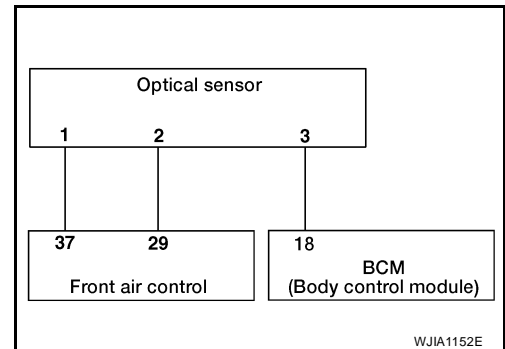 Optical sensor
1 2 3
37 29 18
Front air control
BCM
(Body control module)
WJIA1152E